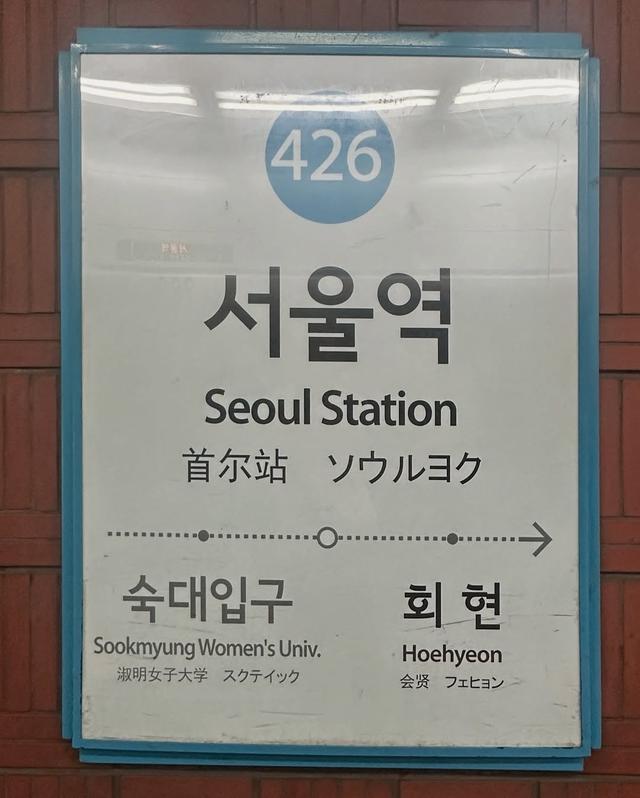 426
서울역
Seoul Station
首尔站 ソウルヨク
숙대입구
Sookmyung Women's Univ.
淑明女子大学 スクテイック
회현
Hoehyeon
会贤 フェヒョン